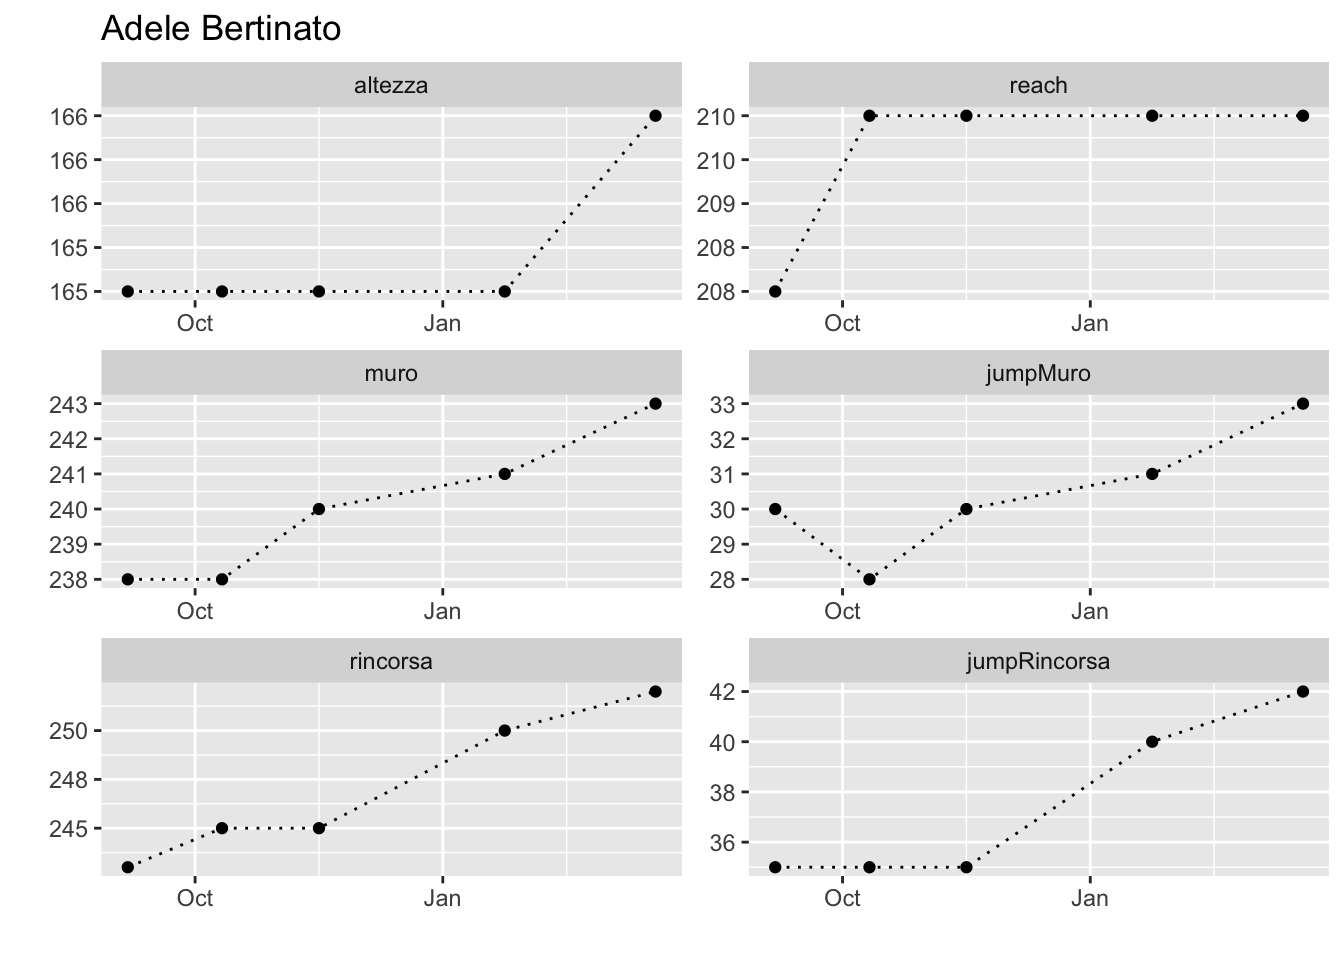 Adele Bertinato
altezza
166
166
166
165
165
Oct Jan
reach
210
210
209
208
208
Oct Jan
muro
243
242
241
240
239
238
Oct Jan
jumpMuro
33
32
31
30
29
28
Oct Jan
rincorsa
250
248
245
Oct Jan
jumpRincorsa
42
40
38
36
Oct Jan